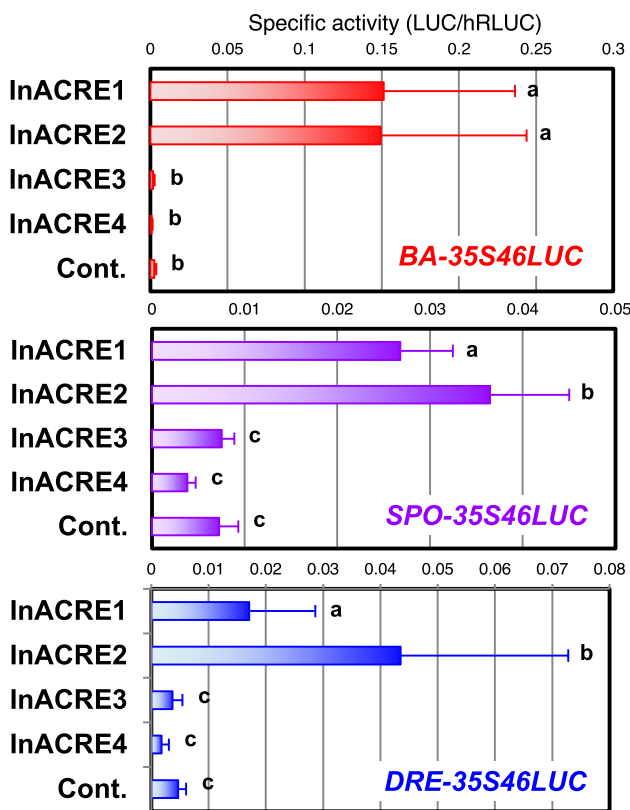 Specific activity (LUC/hRLUC)
0 0.05 0.1 0.15 0.2 0.25 0.3
InACRE1 a
InACRE2 a
InACRE3 b
InACRE4 b
Cont. b
BA-35S46LUC
0 0.01 0.02 0.03 0.04 0.05
InACRE1 a
InACRE2 b
InACRE3 c
InACRE4 c
Cont. c
SPO-35S46LUC
0 0.01 0.02 0.03 0.04 0.05 0.06 0.07 0.08
InACRE1 a
InACRE2 b
InACRE3 c
InACRE4 c
Cont. c
DRE-35S46LUC